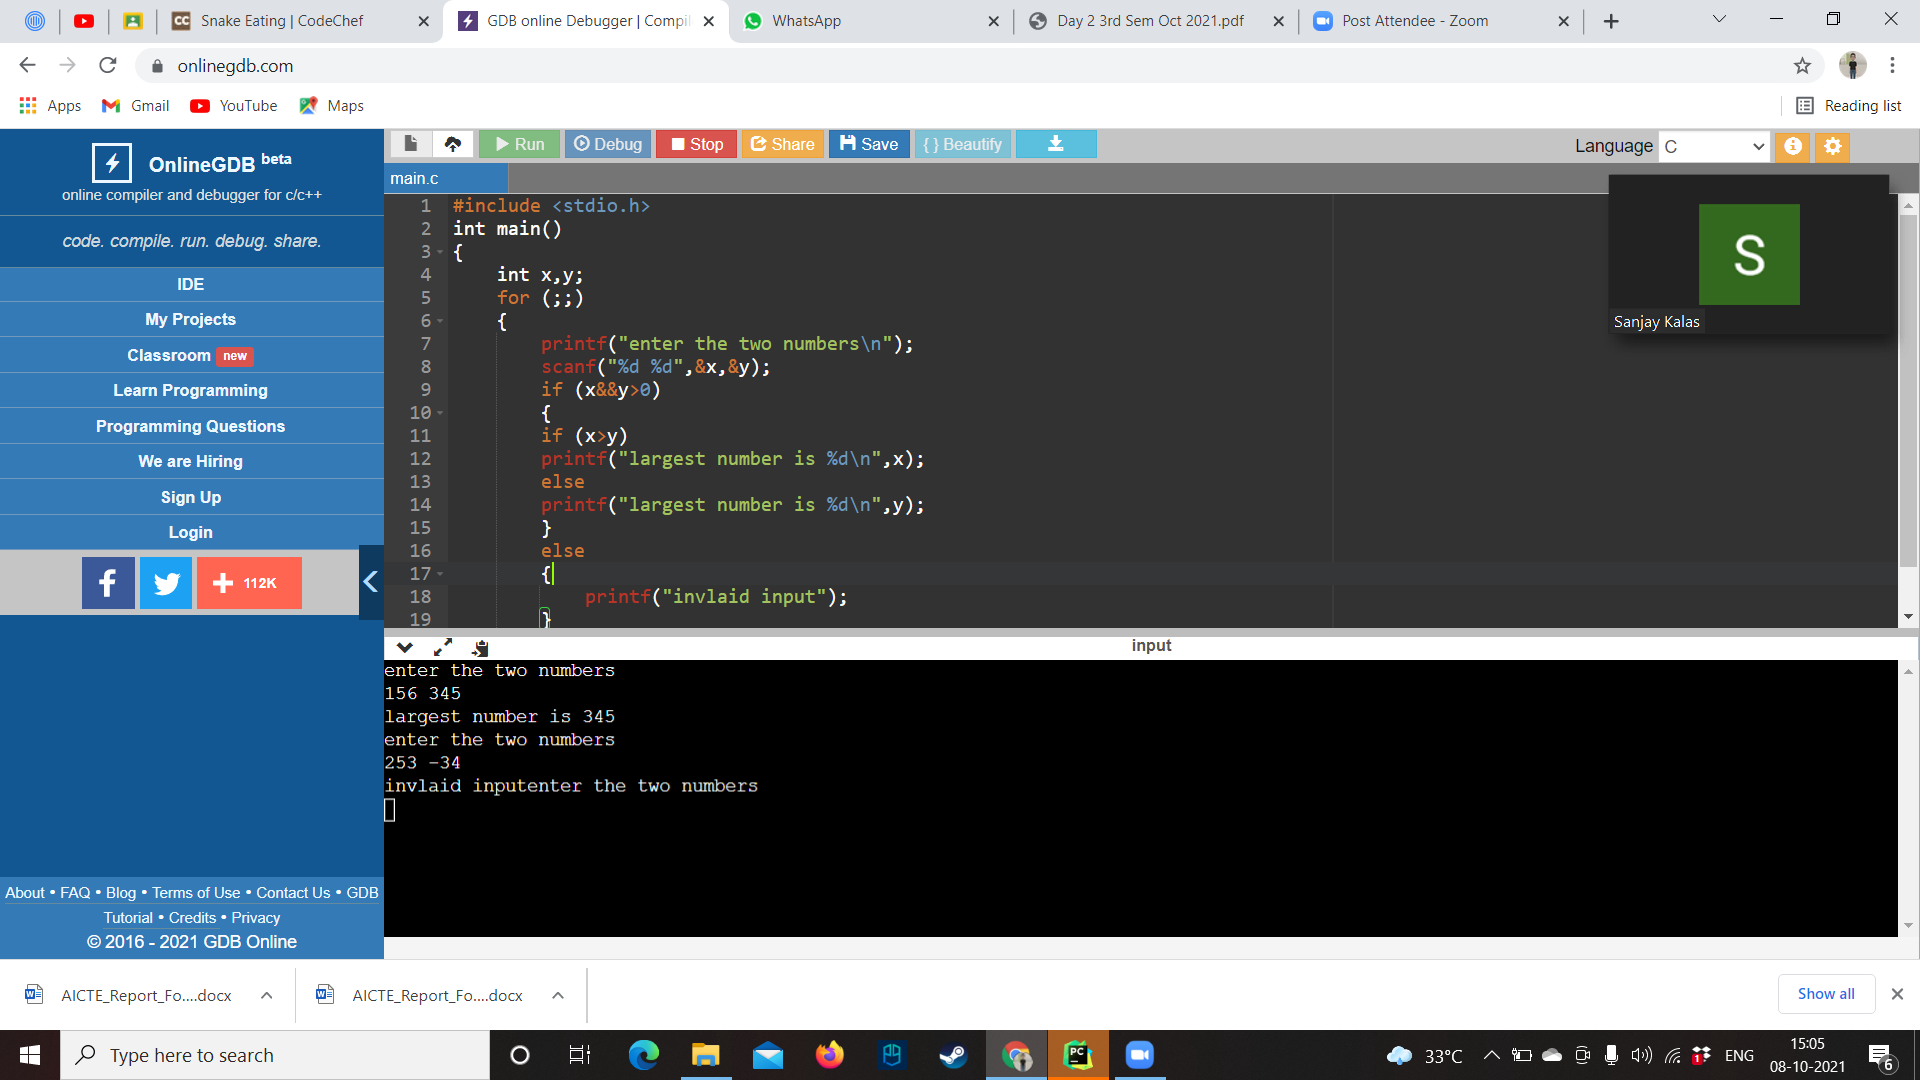 Snake Eating | CodeChef
GDB online Debugger | Compil
WhatsApp
Day 2 3rd Sem Oct 2021.pdf
Post Attendee - Zoom
onlinegdb.com
Apps
Gmail
YouTube
Maps
Reading list
OnlineGDB beta
online compiler and debugger for c/c++
code. compile. run. debug. share.
IDE
My Projects
Classroom new
Learn Programming
Programming Questions
We are Hiring
Sign Up
Login
f
+ 112K
About • FAQ • Blog • Terms of Use • Contact Us • GDB
Tutorial • Credits • Privacy
© 2016 - 2021 GDB Online
Run
Debug
Stop
Share
Save
{ } Beautify
Language C
main.c
1 #include <stdio.h>
2 int main()
3 {
4 int x,y;
5 for (;;)
6 {
7 printf("enter the two numbers\n");
8 scanf("%d %d",&x,&y);
9 if (x&&y>0)
10 {
11 if (x>y)
12 printf("largest number is %d\n",x);
13 else
14 printf("largest number is %d\n",y);
15 }
16 else
17 {
18 printf("invlaid input");
19 }
S
Sanjay Kalas
input
enter the two numbers
156 345
largest number is 345
enter the two numbers
253 -34
invlaid inputenter the two numbers
AICTE_Report_Fo....docx
AICTE_Report_Fo....docx
Show all
Type here to search
PC
33°C
1
ENG
15:05
08-10-2021
6